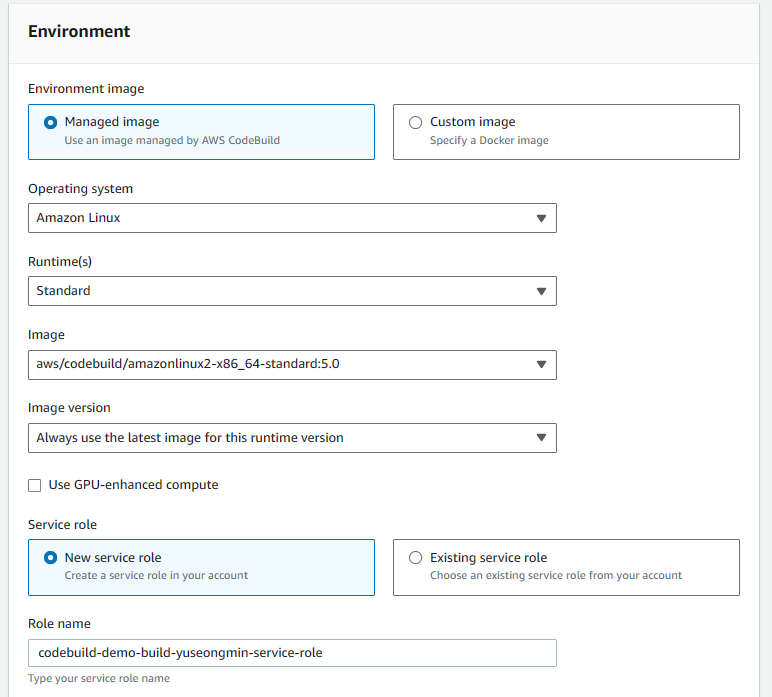 Environment
Environment image
Managed image
Use an image managed by AWS CodeBuild
Custom image
Specify a Docker image
Operating system
Amazon Linux
Runtime(s)
Standard
Image
aws/codebuild/amazonlinux2-x86_64-standard:5.0
Image version
Always use the latest image for this runtime version
Use GPU-enhanced compute
Service role
New service role
Create a service role in your account
Existing service role
Choose an existing service role from your account
Role name
codebuild-demo-build-yuseongmin-service-role
Type your service role name